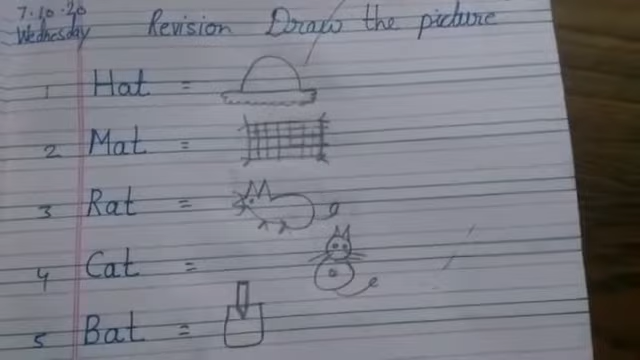 7.10.20
Wednesday Revision Draw the picture
1 Hat =
2 Mat =
3 Rat =
4 Cat =
5 Bat =